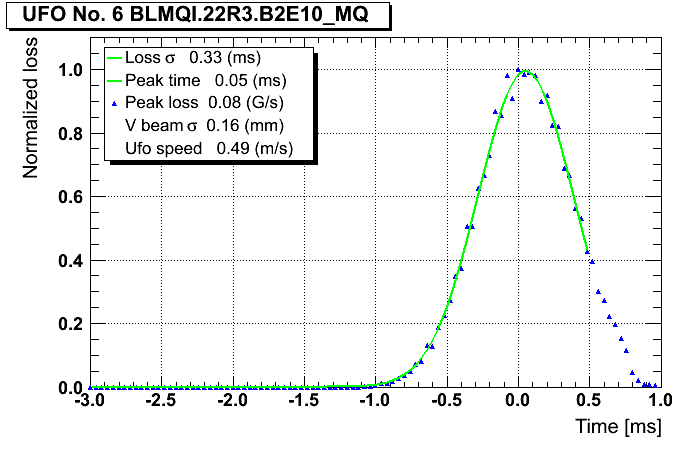 UFO No. 6 BLMQI.22R3.B2E10_MQ
Normalized loss
Loss σ 0.33 (ms)
Peak time 0.05 (ms)
Peak loss 0.08 (G/s)
V beam σ 0.16 (mm)
Ufo speed 0.49 (m/s)
1.0
0.8
0.6
0.4
0.2
0.0
-3.0 -2.5 -2.0 -1.5 -1.0 -0.5 0.0 0.5 1.0
Time [ms]